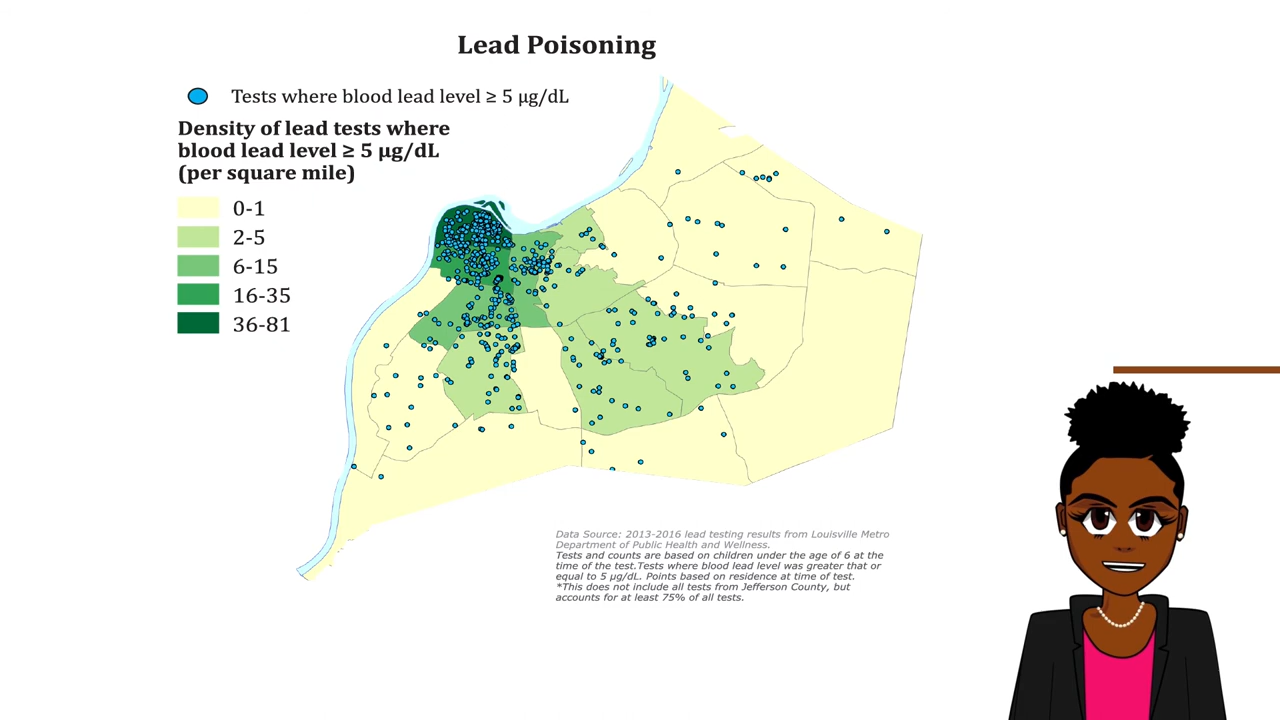 Lead Poisoning
Tests where blood lead level ≥ 5 µg/dL
Density of lead tests where
blood lead level ≥ 5 µg/dL
(per square mile)
0-1
2-5
6-15
16-35
36-81
Data Source: 2013-2016 lead testing results from Louisville Metro
Department of Public Health and Wellness.
Tests and counts are based on children under the age of 6 at the
time of the test.Tests where blood lead level was greater that or
equal to 5 µg/dL. Points based on residence at time of test.
*This does not include all tests from Jefferson County, but
accounts for at least 75% of all tests.